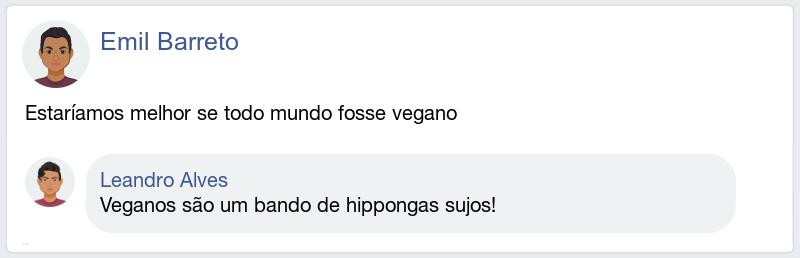 Emil Barreto
Estaríamos melhor se todo mundo fosse vegano
Leandro Alves
Veganos são um bando de hippongas sujos!